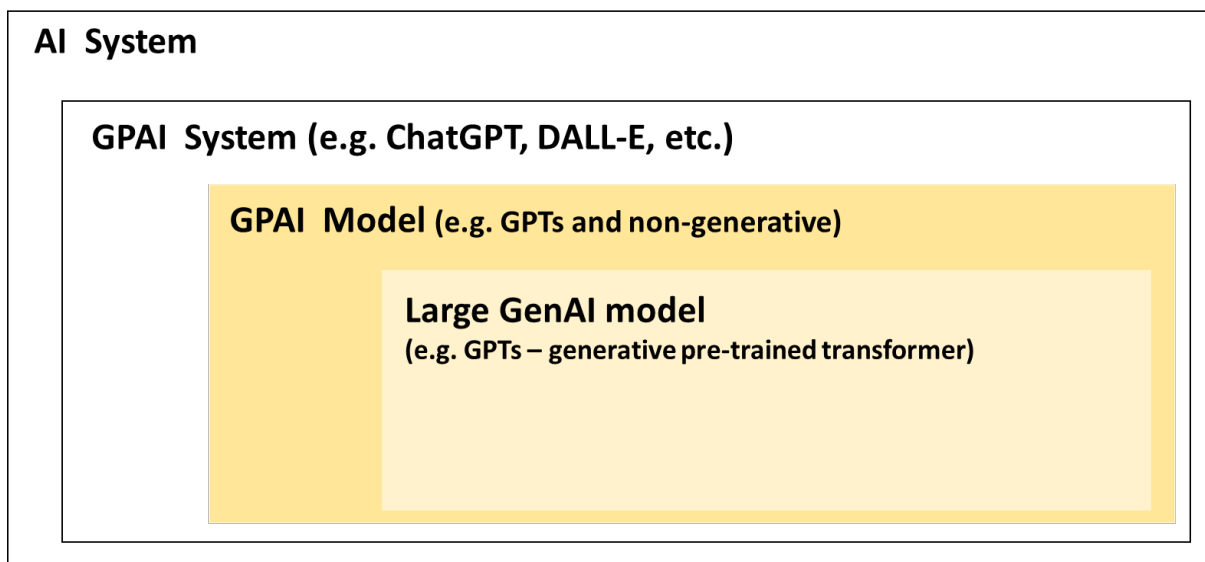 AI System
GPAI System (e.g. ChatGPT, DALL-E, etc.)
GPAI Model (e.g. GPTs and non-generative)
Large GenAI model
(e.g. GPTs – generative pre-trained transformer)